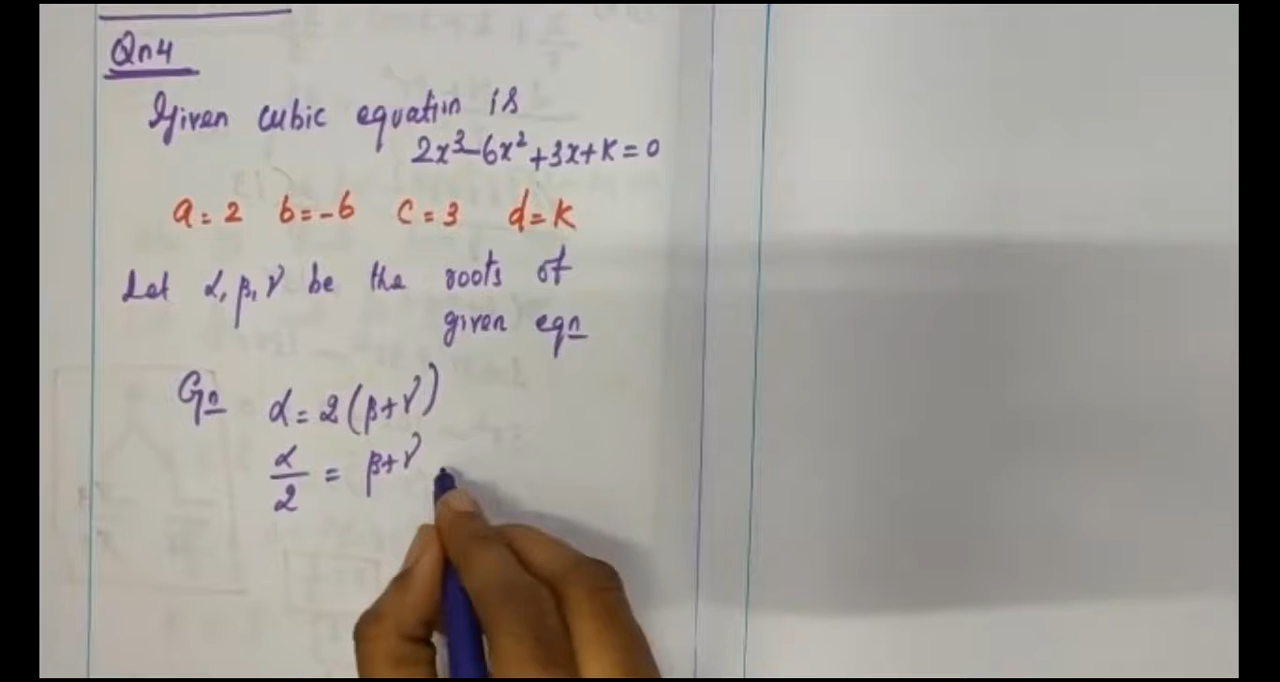 Qn4
Given cubic equation is
2x³-6x²+3x+K=0
a=2 b=-6 c=3 d=K
Let α, β, γ be the roots of
given eqn
Gn α=2(β+γ)
α/2 = β+γ